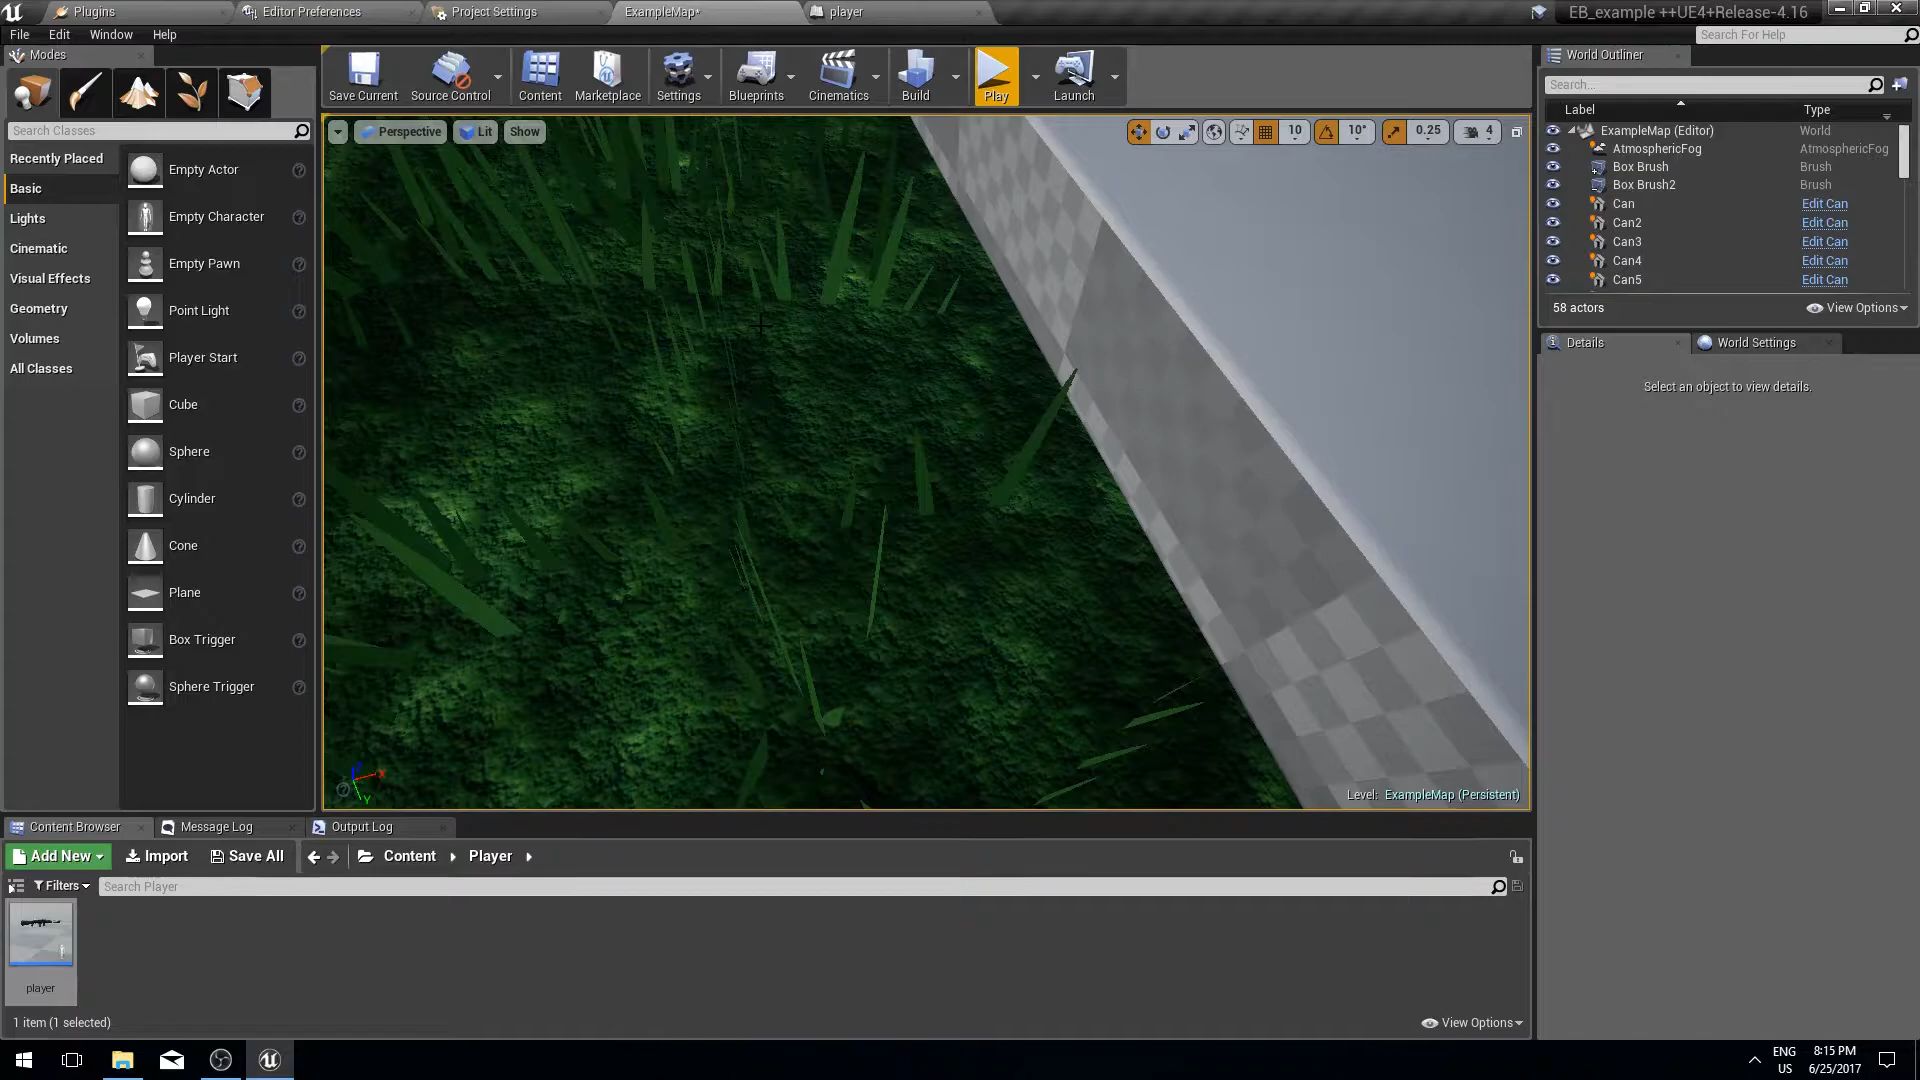 Plugins
Editor Preferences
Project Settings
ExampleMap*
player
EB_example ++UE4+Release-4.16
File Edit Window Help
Search For Help
Modes
Save Current
Source Control
Content
Marketplace
Settings
Blueprints
Cinematics
Build
Play
Launch
World Outliner
Search...
Label Type
ExampleMap (Editor) World
AtmosphericFog AtmosphericFog
Box Brush Brush
Box Brush2 Brush
Can Edit Can
Can2 Edit Can
Can3 Edit Can
Can4 Edit Can
Can5 Edit Can
58 actors
View Options
Details
World Settings
Select an object to view details.
Search Classes
Recently Placed
Basic
Lights
Cinematic
Visual Effects
Geometry
Volumes
All Classes
Empty Actor
Empty Character
Empty Pawn
Point Light
Player Start
Cube
Sphere
Cylinder
Cone
Plane
Box Trigger
Sphere Trigger
Perspective
Lit
Show
10
10°
0.25
4
Z
X
Y
Level: ExampleMap (Persistent)
Content Browser
Message Log
Output Log
Add New
Import
Save All
Content
Player
Filters
Search Player
player
1 item (1 selected)
View Options
ENG
US
8:15 PM
6/25/2017